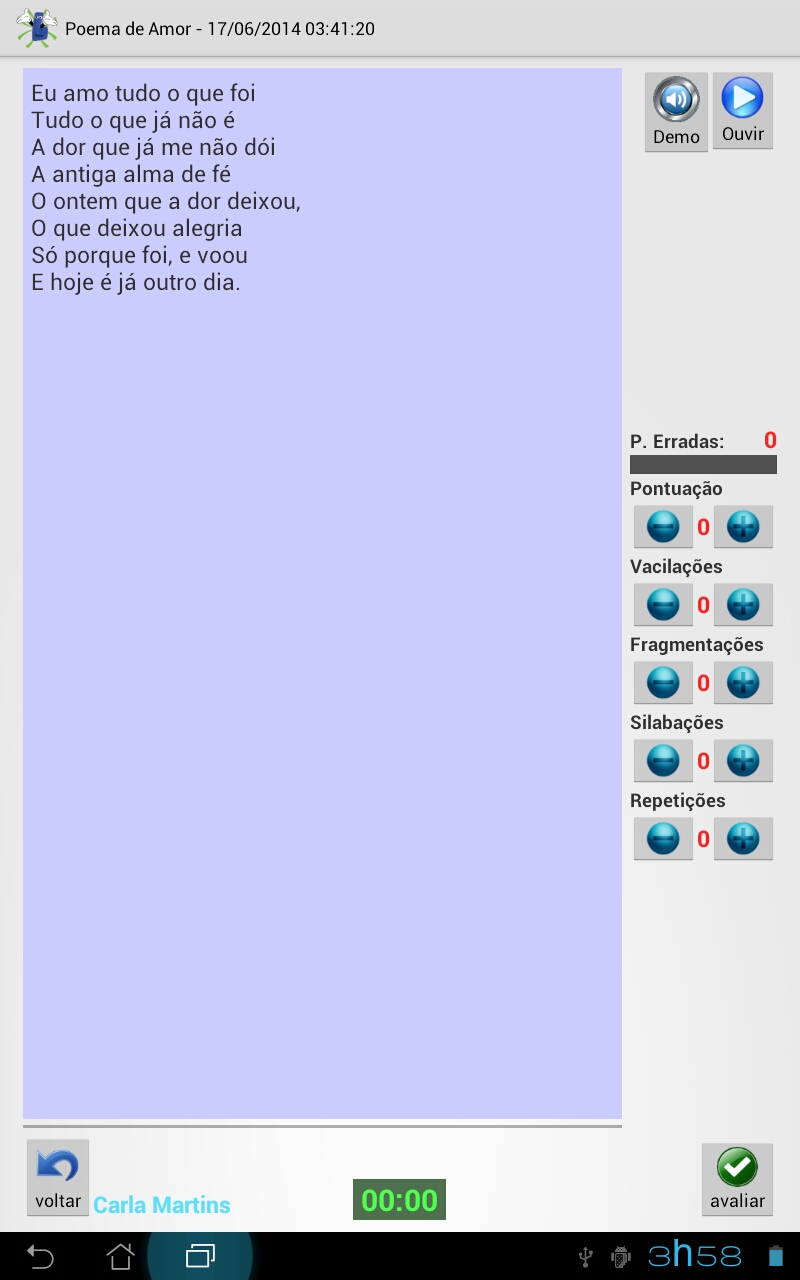 Poema de Amor - 17/06/2014 03:41:20
Eu amo tudo o que foi
Tudo o que já não é
A dor que já me não dói
A antiga alma de fé
O ontem que a dor deixou,
O que deixou alegria
Só porque foi, e voou
E hoje é já outro dia.
Demo
Ouvir
P. Erradas: 0
Pontuação
0
Vacilações
0
Fragmentações
0
Silabações
0
Repetições
0
voltar
Carla Martins
00:00
avaliar
3h58